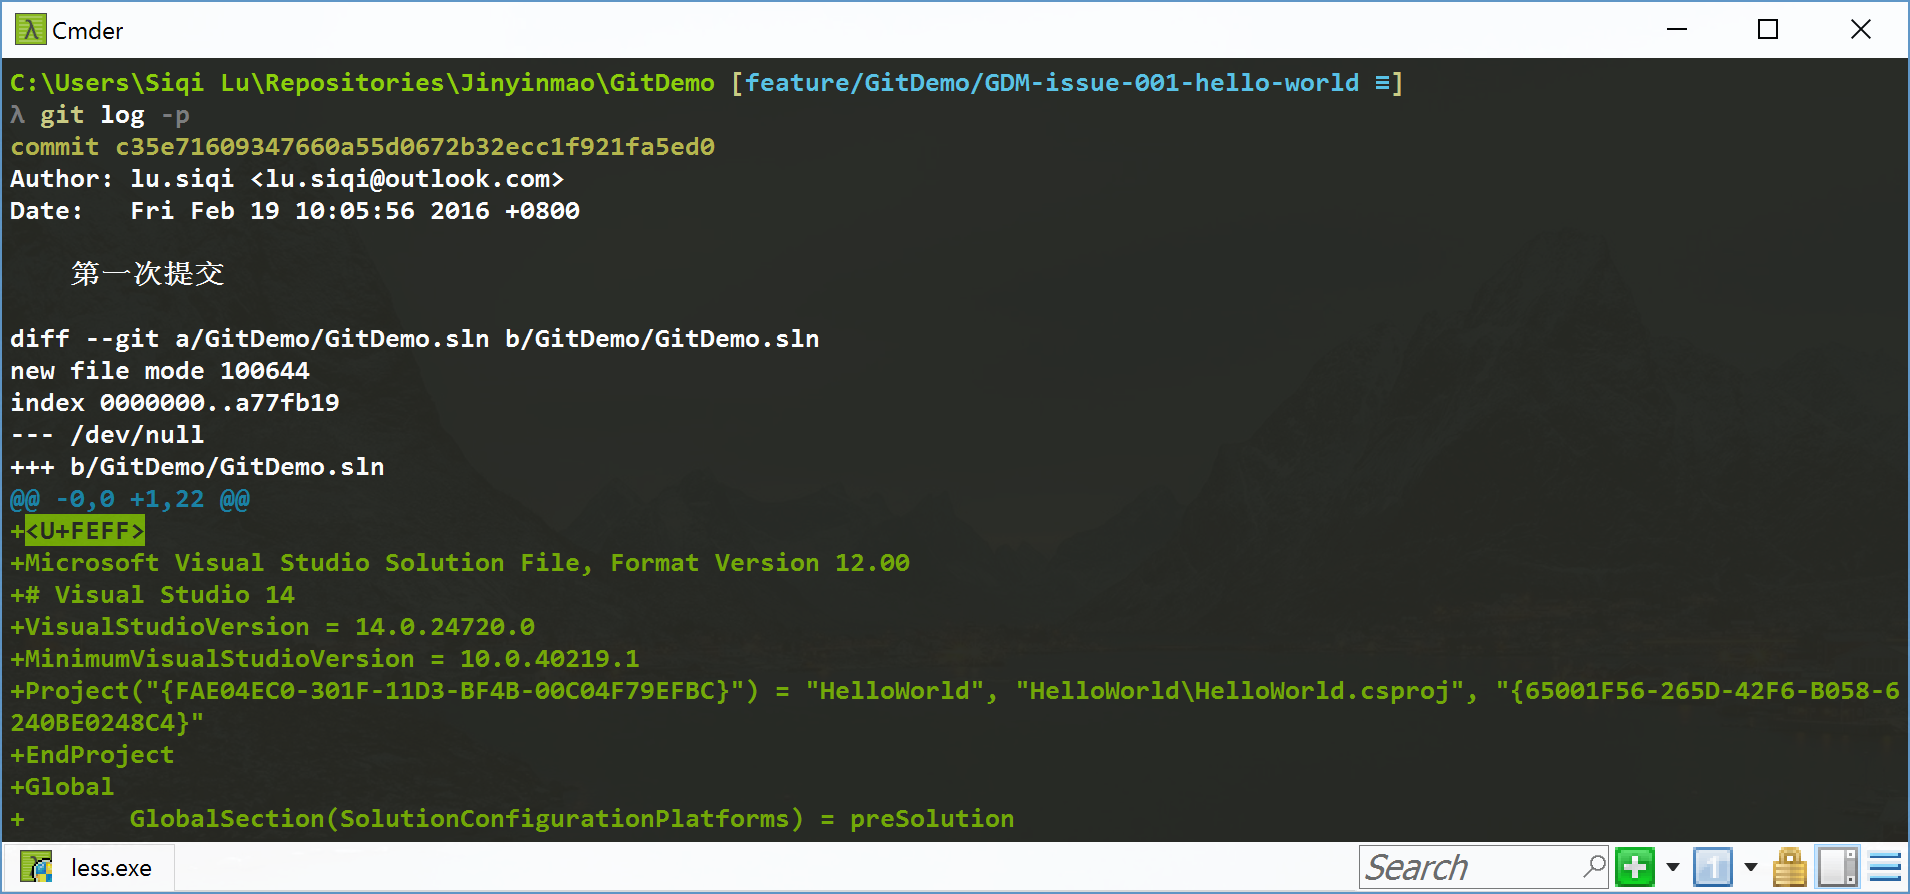 Cmder
C:\Users\Siqi Lu\Repositories\Jinyinmao\GitDemo [feature/GitDemo/GDM-issue-001-hello-world ≡]
λ git log -p
commit c35e71609347660a55d0672b32ecc1f921fa5ed0
Author: lu.siqi <lu.siqi@outlook.com>
Date:   Fri Feb 19 10:05:56 2016 +0800
第一次提交
diff --git a/GitDemo/GitDemo.sln b/GitDemo/GitDemo.sln
new file mode 100644
index 0000000..a77fb19
--- /dev/null
+++ b/GitDemo/GitDemo.sln
@@ -0,0 +1,22 @@
+<U+FEFF>
+Microsoft Visual Studio Solution File, Format Version 12.00
+# Visual Studio 14
+VisualStudioVersion = 14.0.24720.0
+MinimumVisualStudioVersion = 10.0.40219.1
+Project("{FAE04EC0-301F-11D3-BF4B-00C04F79EFBC}") = "HelloWorld", "HelloWorld\HelloWorld.csproj", "{65001F56-265D-42F6-B058-6
240BE0248C4}"
+EndProject
+Global
+       GlobalSection(SolutionConfigurationPlatforms) = preSolution
less.exe
Search
1